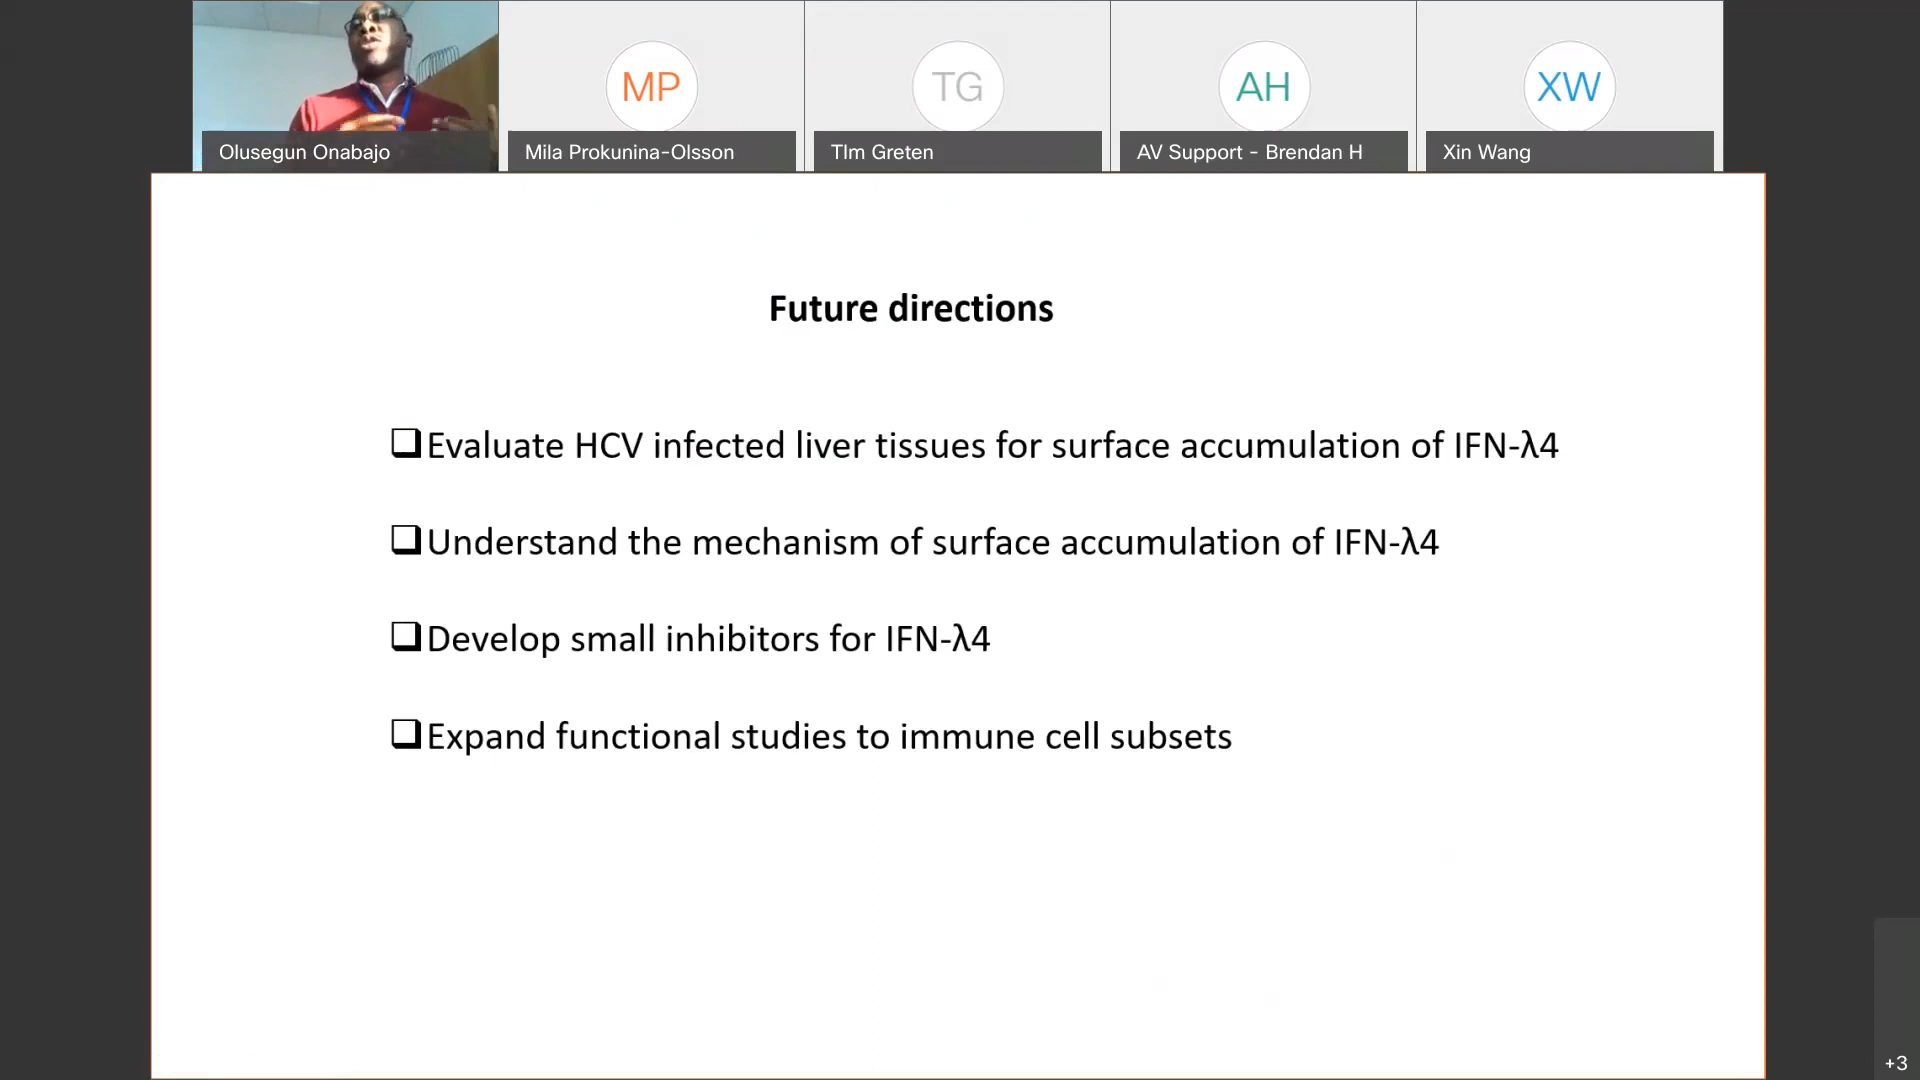 MP
TG
AH
XW
Olusegun Onabajo
Mila Prokunina-Olsson
TIm Greten
AV Support - Brendan H
Xin Wang
Future directions
Evaluate HCV infected liver tissues for surface accumulation of IFN-λ4
Understand the mechanism of surface accumulation of IFN-λ4
Develop small inhibitors for IFN-λ4
Expand functional studies to immune cell subsets
+3